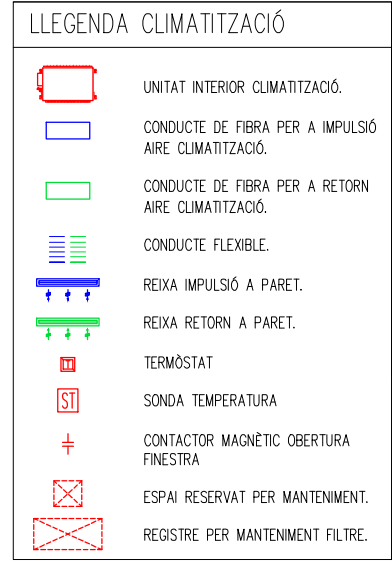 LLEGENDA CLIMATITZACIÓ
UNITAT INTERIOR CLIMATITZACIÓ.
CONDUCTE DE FIBRA PER A IMPULSIÓ
AIRE CLIMATITZACIÓ.
CONDUCTE DE FIBRA PER A RETORN
AIRE CLIMATITZACIÓ.
CONDUCTE FLEXIBLE.
REIXA IMPULSIÓ A PARET.
REIXA RETORN A PARET.
T TERMÒSTAT
ST SONDA TEMPERATURA
CONTACTOR MAGNÈTIC OBERTURA
FINESTRA
ESPAI RESERVAT PER MANTENIMENT.
REGISTRE PER MANTENIMENT FILTRE.